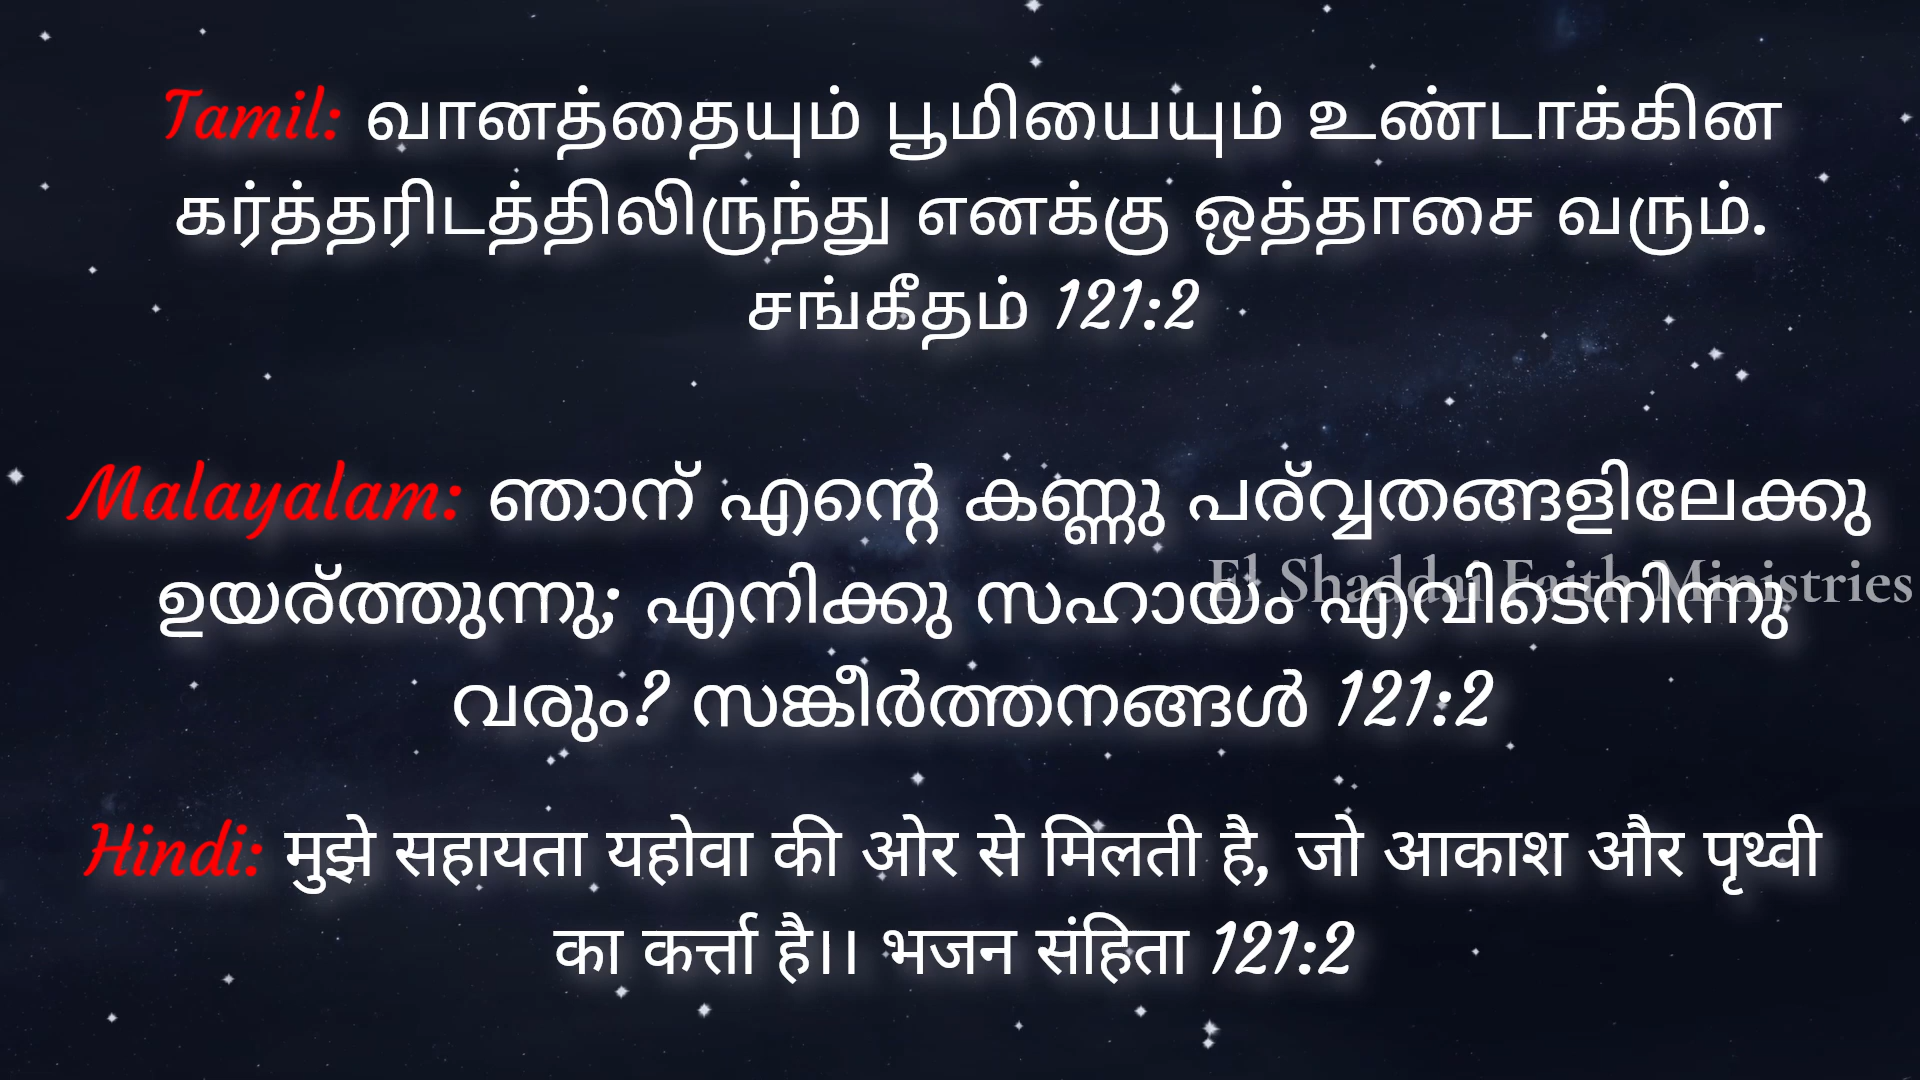 Tamil: வானத்தையும் பூமியையும் உண்டாக்கின
கர்த்தரிடத்திலிருந்து எனக்கு ஒத்தாசை வரும்.
சங்கீதம் 121:2
Malayalam: ഞാന് എന്റെ കണ്ണു പര്വ്വതങ്ങളിലേക്കു
ഉയര്ത്തുന്നു; എനിക്കു സഹായം എവിടെനിന്നു
El Shaddai Faith Ministries
വരും? സങ്കീർത്തനങ്ങൾ 121:2
Hindi: मुझे सहायता यहोवा की ओर से मिलती है, जो आकाश और पृथ्वी
का कर्त्ता है।। भजन संहिता 121:2